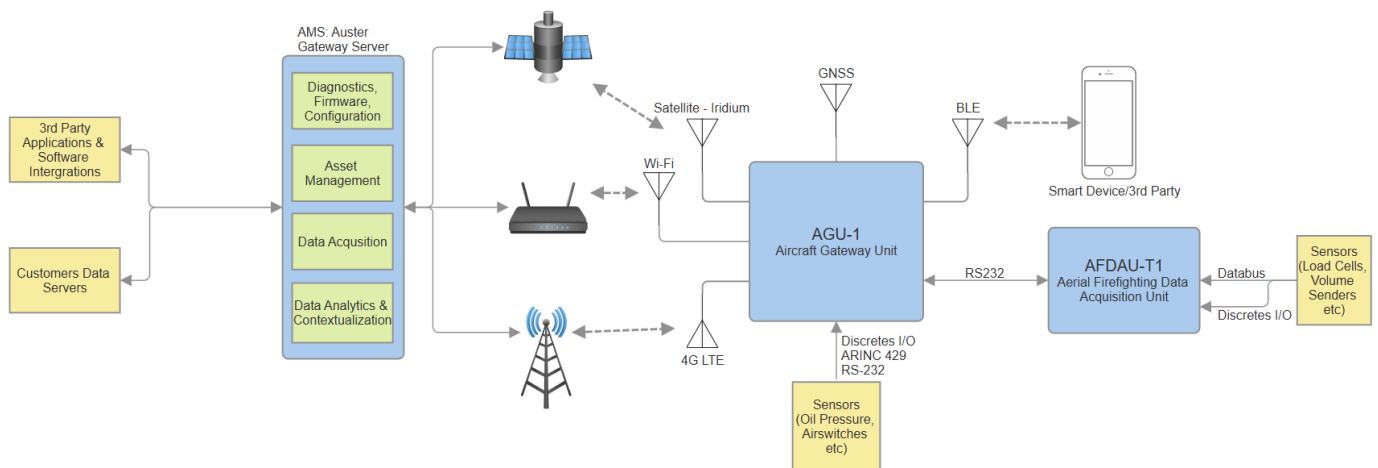 AMS: Auster
Gateway Server
Diagnostics,
Firmware,
Configuration
Asset
Management
Data Acqusition
Data Analytics &
Contextualization
3rd Party
Applications &
Software
Intergrations
Customers Data
Servers
Satellite - Iridium
Wi-Fi
4G LTE
GNSS
BLE
Smart Device/3rd Party
AGU-1
Aircraft Gateway Unit
RS232
AFDAU-T1
Aerial Firefighting Data
Acquisition Unit
Databus
Discretes I/O
Sensors
(Load Cells,
Volume
Senders
etc)
Discretes I/O
ARINC 429
RS-232
Sensors
(Oil Pressure,
Airswitches
etc)